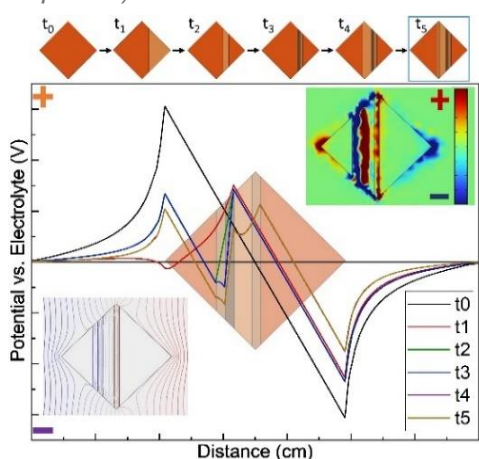 t0 t1 t2 t3 t4 t5
+
+
-
Potential vs. Electrolyte (V)
t0
t1
t2
t3
t4
t5
-
Distance (cm)